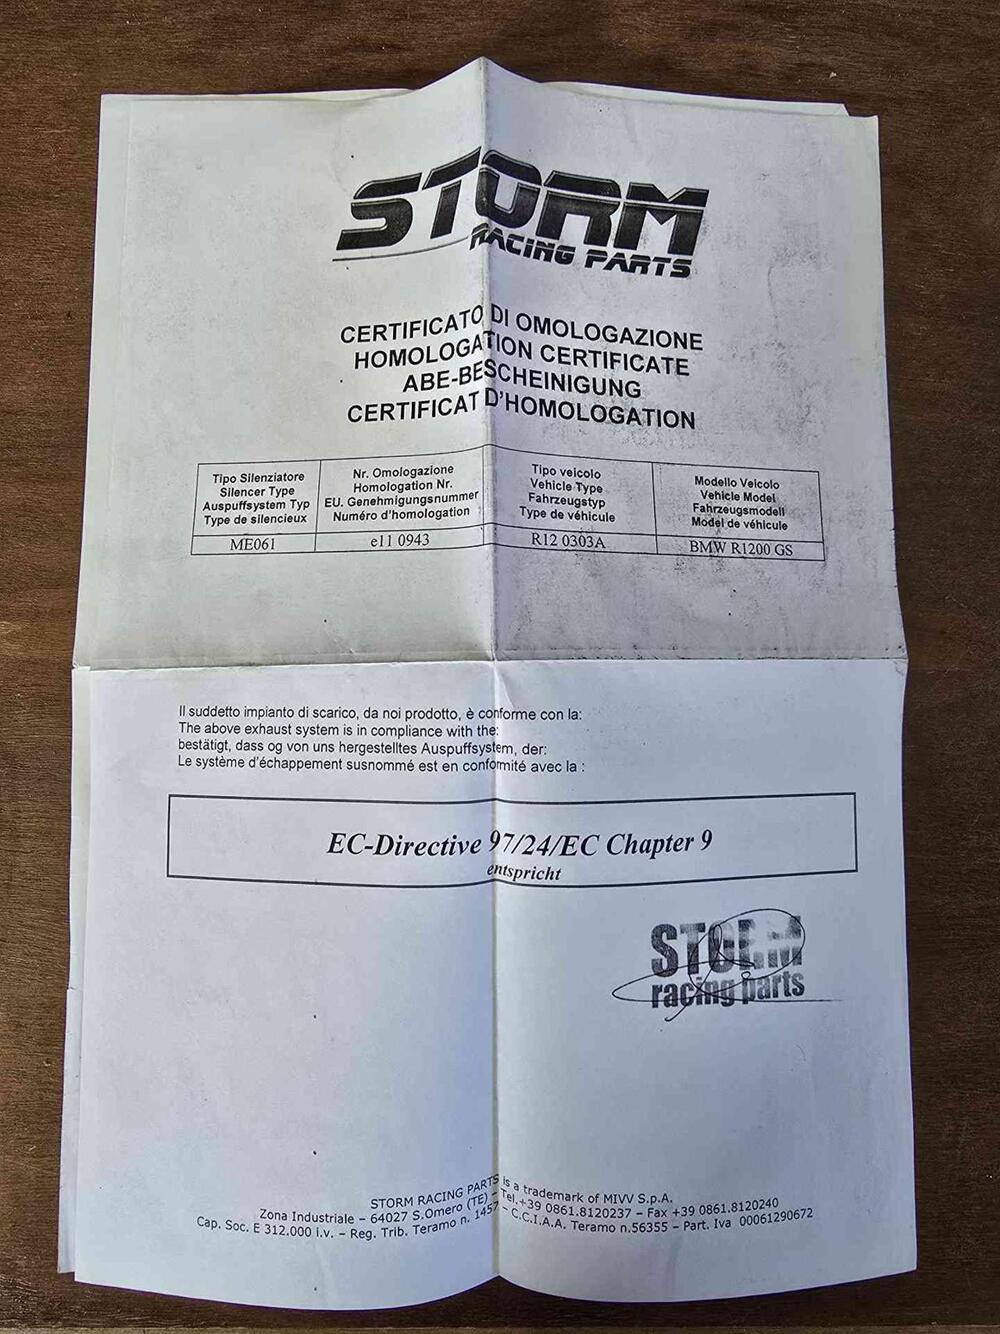 STORM
RACING PARTS
CERTIFICATO DI OMOLOGAZIONE
HOMOLOGATION CERTIFICATE
ABE-BESCHEINIGUNG
CERTIFICAT D'HOMOLOGATION
Tipo Silenziatore
Silencer Type
Auspuffsystem Typ
Type de silencieux
Nr. Omologazione
Homologation Nr.
EU. Genehmigungsnummer
Numéro d'homologation
Tipo veicolo
Vehicle Type
Fahrzeugstyp
Type de véhicule
Modello Veicolo
Vehicle Model
Fahrzeugsmodell
Model de véhicule
ME061
e11 0943
R12 0303A
BMW R1200 GS
Il suddetto impianto di scarico, da noi prodotto, è conforme con la:
The above exhaust system is in compliance with the:
bestätigt, dass og von uns hergestelltes Auspuffsystem, der:
Le système d'échappement susnommé est en conformité avec la :
EC-Directive 97/24/EC Chapter 9
entspricht
STORM
racing parts
STORM RACING PARTS is a trademark of MIVV S.p.A.
Zona Industriale – 64027 S.Omero (TE) – Tel.+39 0861.8120237 – Fax +39 0861.8120240
Cap. Soc. E 312.000 i.v. – Reg. Trib. Teramo n. 1457 – C.C.I.A.A. Teramo n.56355 – Part. Iva 00061290672